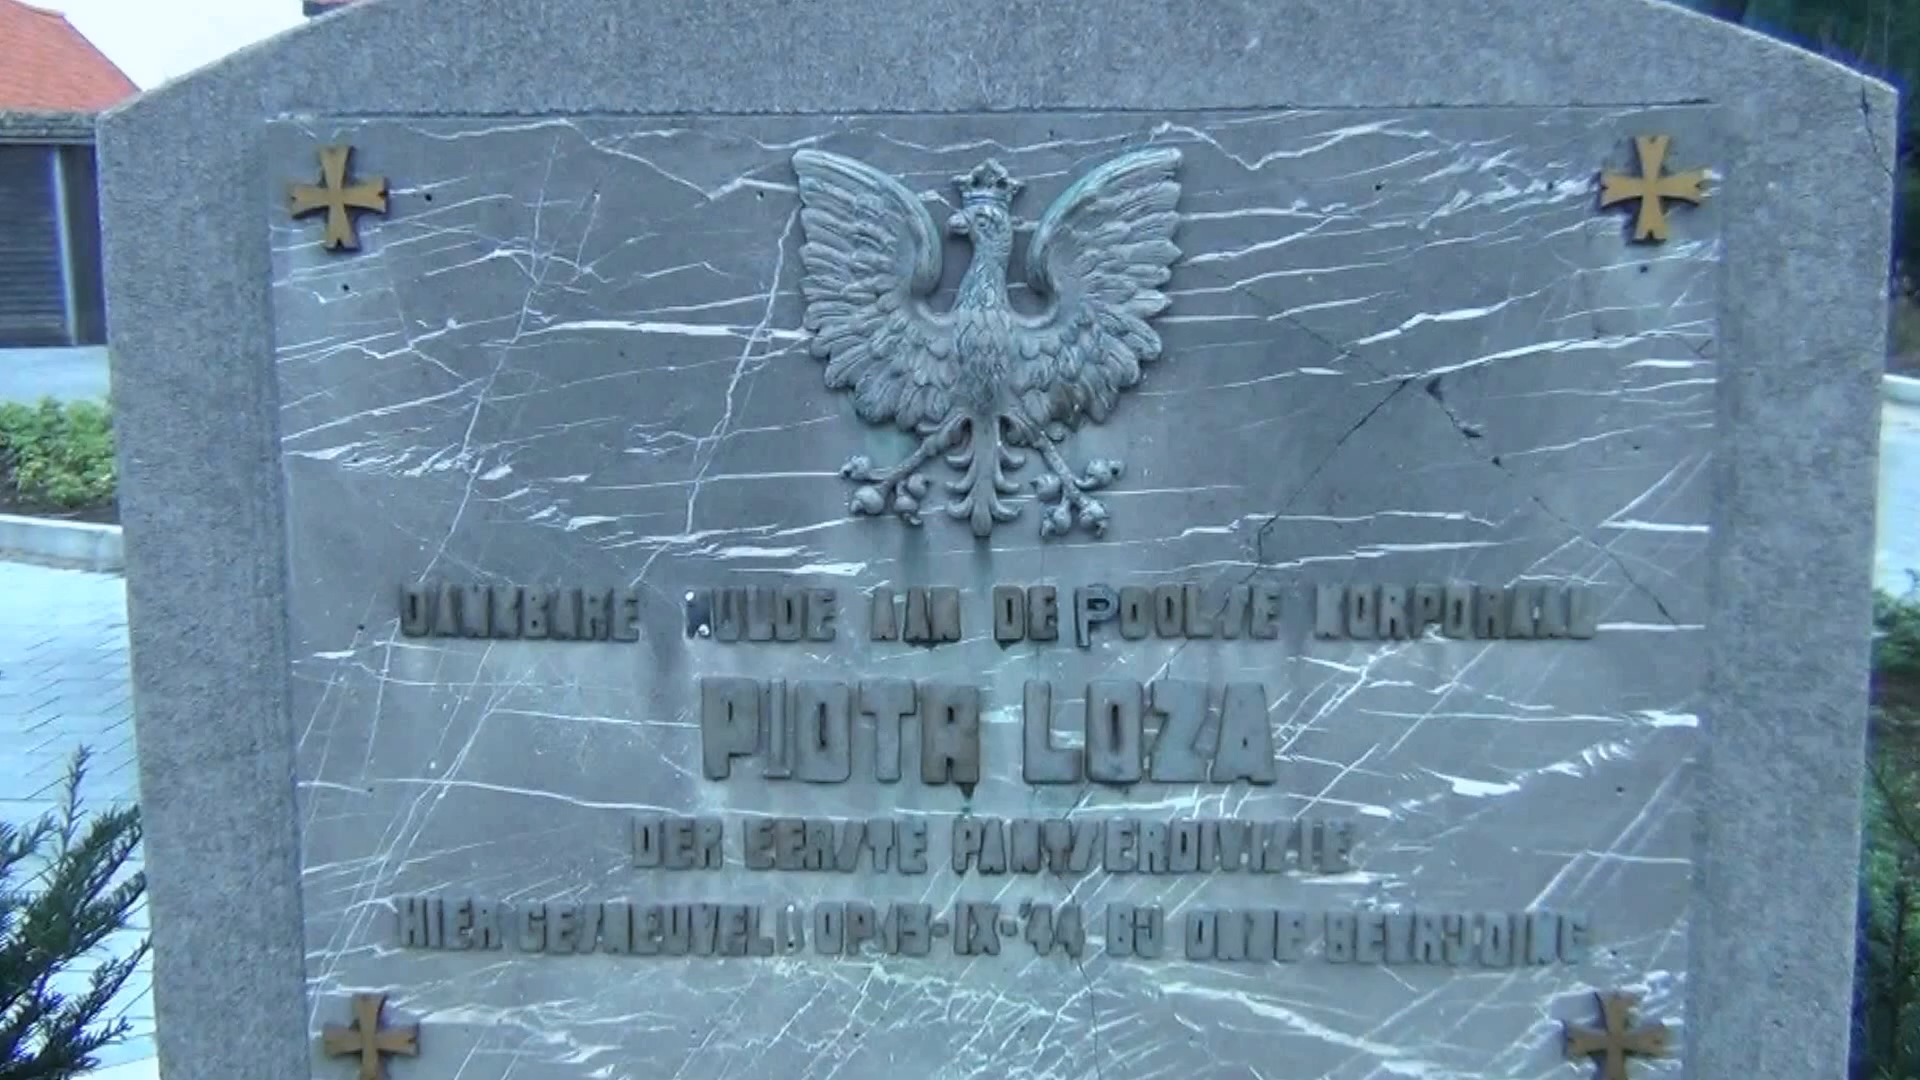 DANKBARE HULDE AAN DE POOLSE KORPORAAL
PIOTR LOZA
DER EERSTE PANTSERDIVIZIE
HIER GESNEUVELD OP 13-IX-'44 BIJ ONZE BEVRIJDING